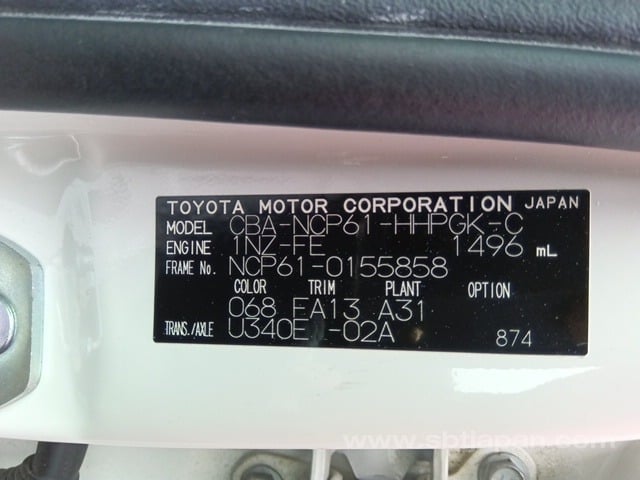 TOYOTA MOTOR CORPORATION JAPAN
MODEL CBA-NCP61-HHPGK-C
ENGINE 1NZ-FE 1496 mL
FRAME No. NCP61-0155858
COLOR TRIM PLANT OPTION
068 EA13 A31
TRANS./AXLE U340E -02A 874
www.sbtjapan.com